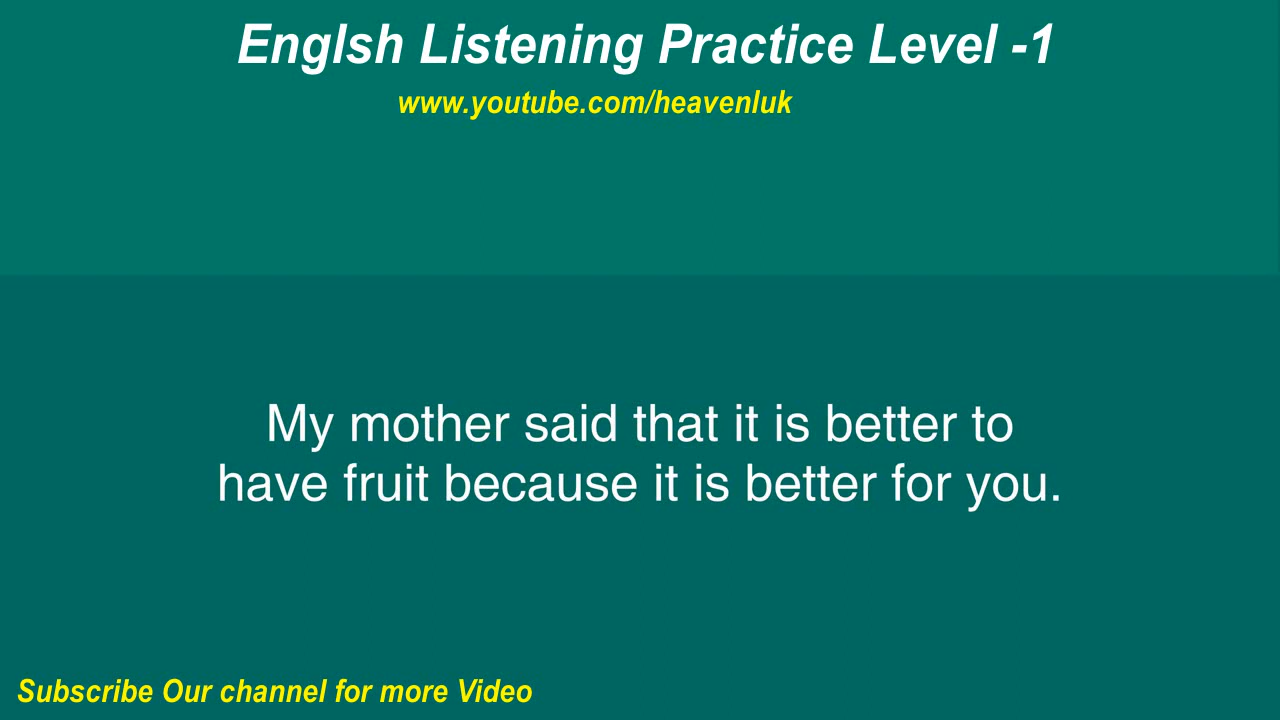 Englsh Listening Practice Level -1
www.youtube.com/heavenluk
My mother said that it is better to
have fruit because it is better for you.
Subscribe Our channel for more Video